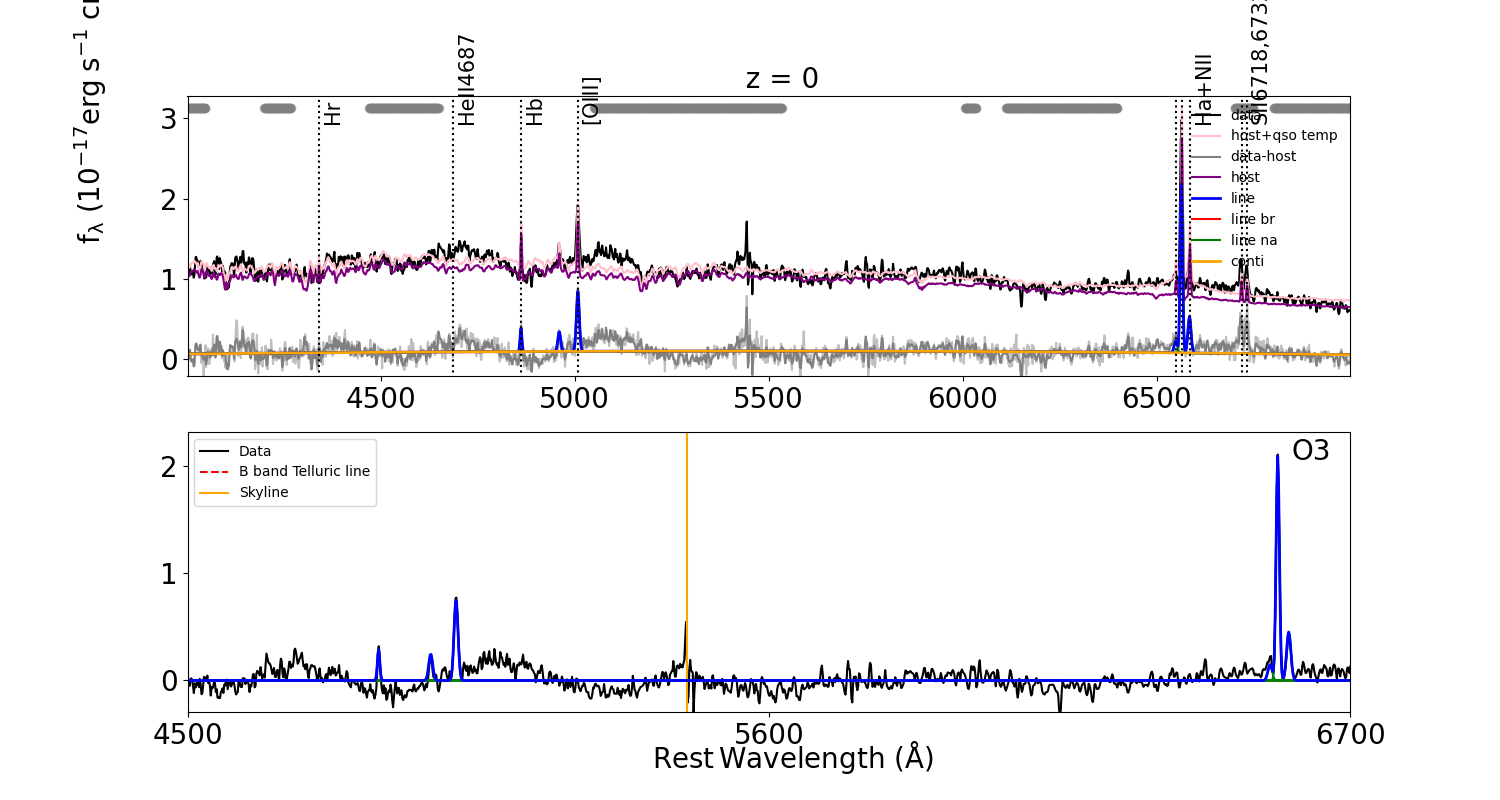 z = 0
f_λ (10^−17 erg s^−1
Hr
HeII4687
Hb
[OIII]
Ha+NII
data
host+qso temp
data-host
host
line
line br
line na
conti
3
2
1
0
4500 5000 5500 6000 6500
Data
B band Telluric line
Skyline
O3
2
1
0
4500 5600 6700
Rest Wavelength (Å)